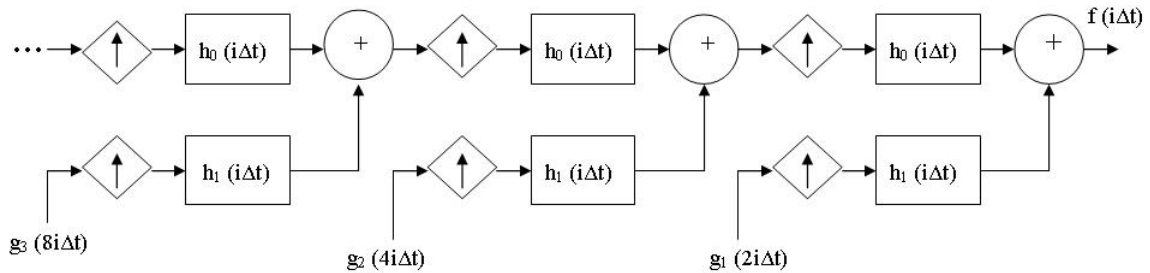 f (iΔt)
... h₀ (iΔt) + h₀ (iΔt) + h₀ (iΔt) +
h₁ (iΔt) h₁ (iΔt) h₁ (iΔt)
g₃ (8iΔt) g₂ (4iΔt) g₁ (2iΔt)